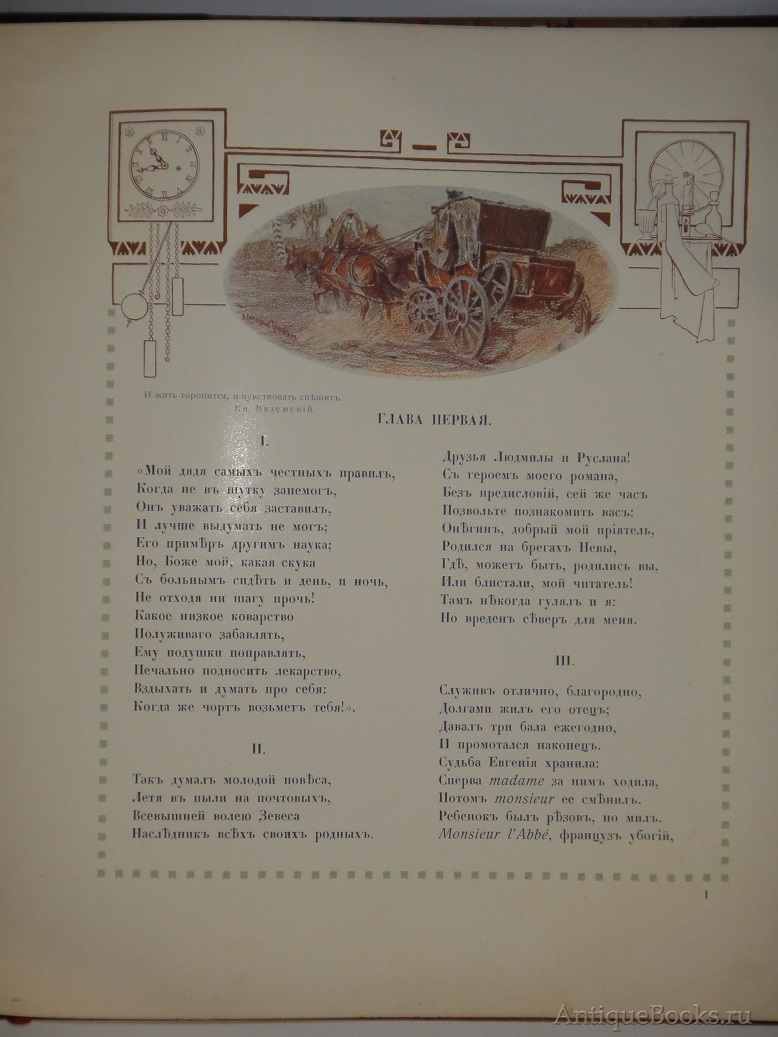 И жить торопится, и чувствовать спѣшитъ.
Кн. Вяземскій.
ГЛАВА ПЕРВАЯ.
I.
«Мой дядя самыхъ честныхъ правилъ,
Когда не въ шутку занемогъ,
Онъ уважать себя заставилъ,
И лучше выдумать не могъ;
Его примѣръ другимъ наука;
Но, Боже мой, какая скука
Съ больнымъ сидѣть и день, и ночь,
Не отходя ни шагу прочь!
Какое низкое коварство
Полуживаго забавлять,
Ему подушки поправлять,
Печально подносить лекарство,
Вздыхать и думать про себя:
Когда же чортъ возьметъ тебя!».
II.
Такъ думалъ молодой повѣса,
Летя въ пыли на почтовыхъ,
Всевышней волею Зевеса
Наслѣдникъ всѣхъ своихъ родныхъ.
Друзья Людмилы и Руслана!
Съ героемъ моего романа,
Безъ предисловій, сей же часъ
Позвольте познакомить васъ:
Онѣгинъ, добрый мой пріятель,
Родился на брегахъ Невы,
Гдѣ, можетъ быть, родились вы,
Или блистали, мой читатель!
Тамъ нѣкогда гулялъ и я:
Но вреденъ сѣверъ для меня.
III.
Служивъ отлично, благородно,
Долгами жилъ его отецъ;
Давалъ три бала ежегодно,
И промотался наконецъ.
Судьба Евгенія хранила:
Сперва madame за нимъ ходила,
Потомъ monsieur ее смѣнилъ.
Ребенокъ былъ рѣзовъ, но милъ.
Monsieur l'Abbé, французъ убогій,
1
AntiqueBooks.ru